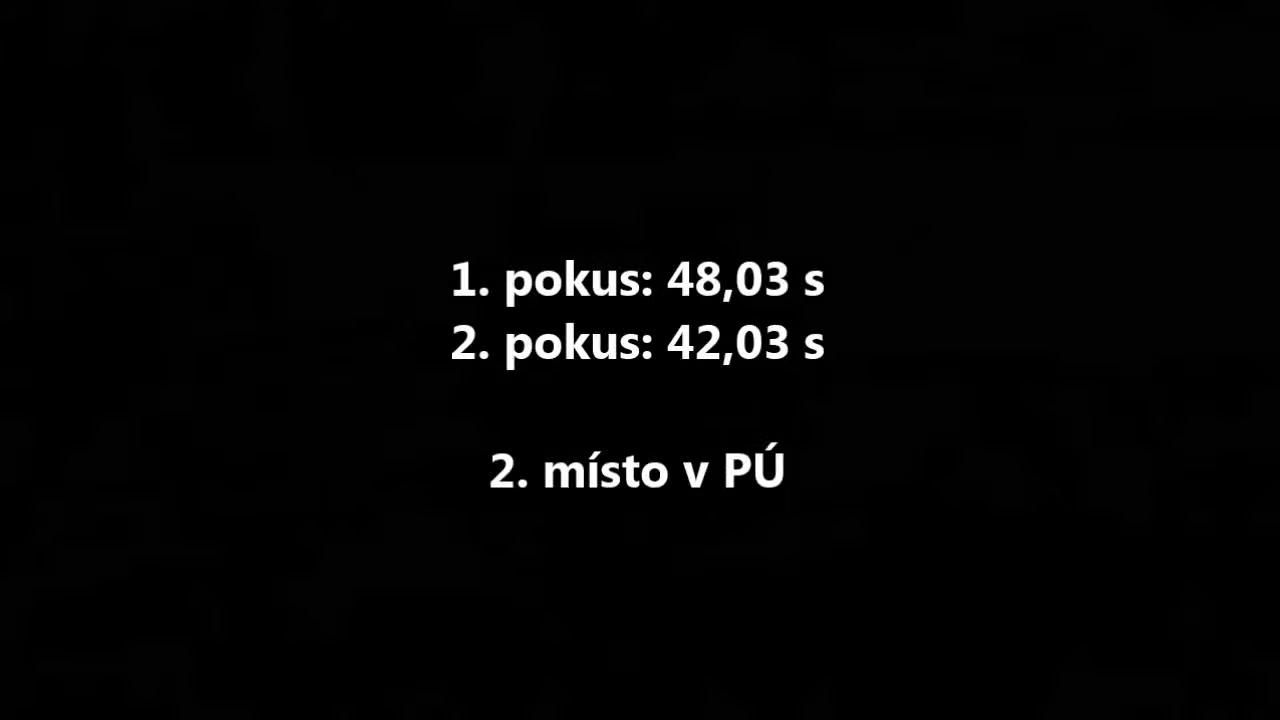 1. pokus: 48,03 s
2. pokus: 42,03 s
2. místo v PÚ